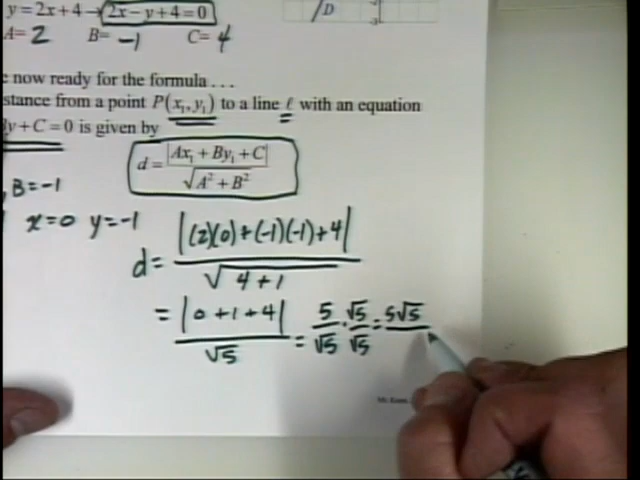 y = 2x + 4 → 2x − y + 4 = 0
A= 2 B= −1 C= 4
D
e now ready for the formula . . .
stance from a point P(x₁, y₁) to a line ℓ with an equation
By + C = 0 is given by
d = |Ax₁ + By₁ + C| / √(A² + B²)
, B = −1
x=0 y=−1
d= |(2)(0)+(−1)(−1)+4| / √(4+1)
= |0+1+4| / √5 = 5/√5 · √5/√5 = 5√5